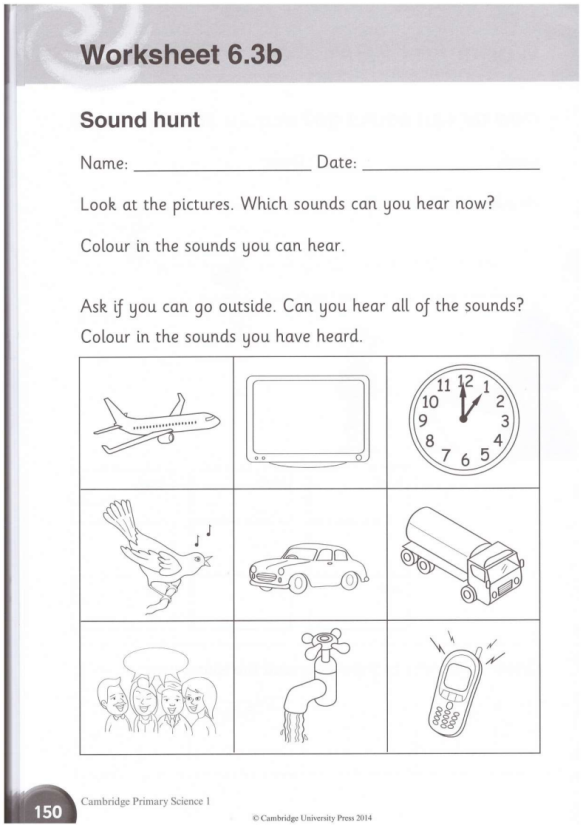 Worksheet 6.3b
Sound hunt
Name: Date:
Look at the pictures. Which sounds can you hear now?
Colour in the sounds you can hear.
Ask if you can go outside. Can you hear all of the sounds?
Colour in the sounds you have heard.
11 12 1
10 2
9 3
8 4
7 6 5
150
Cambridge Primary Science 1
© Cambridge University Press 2014